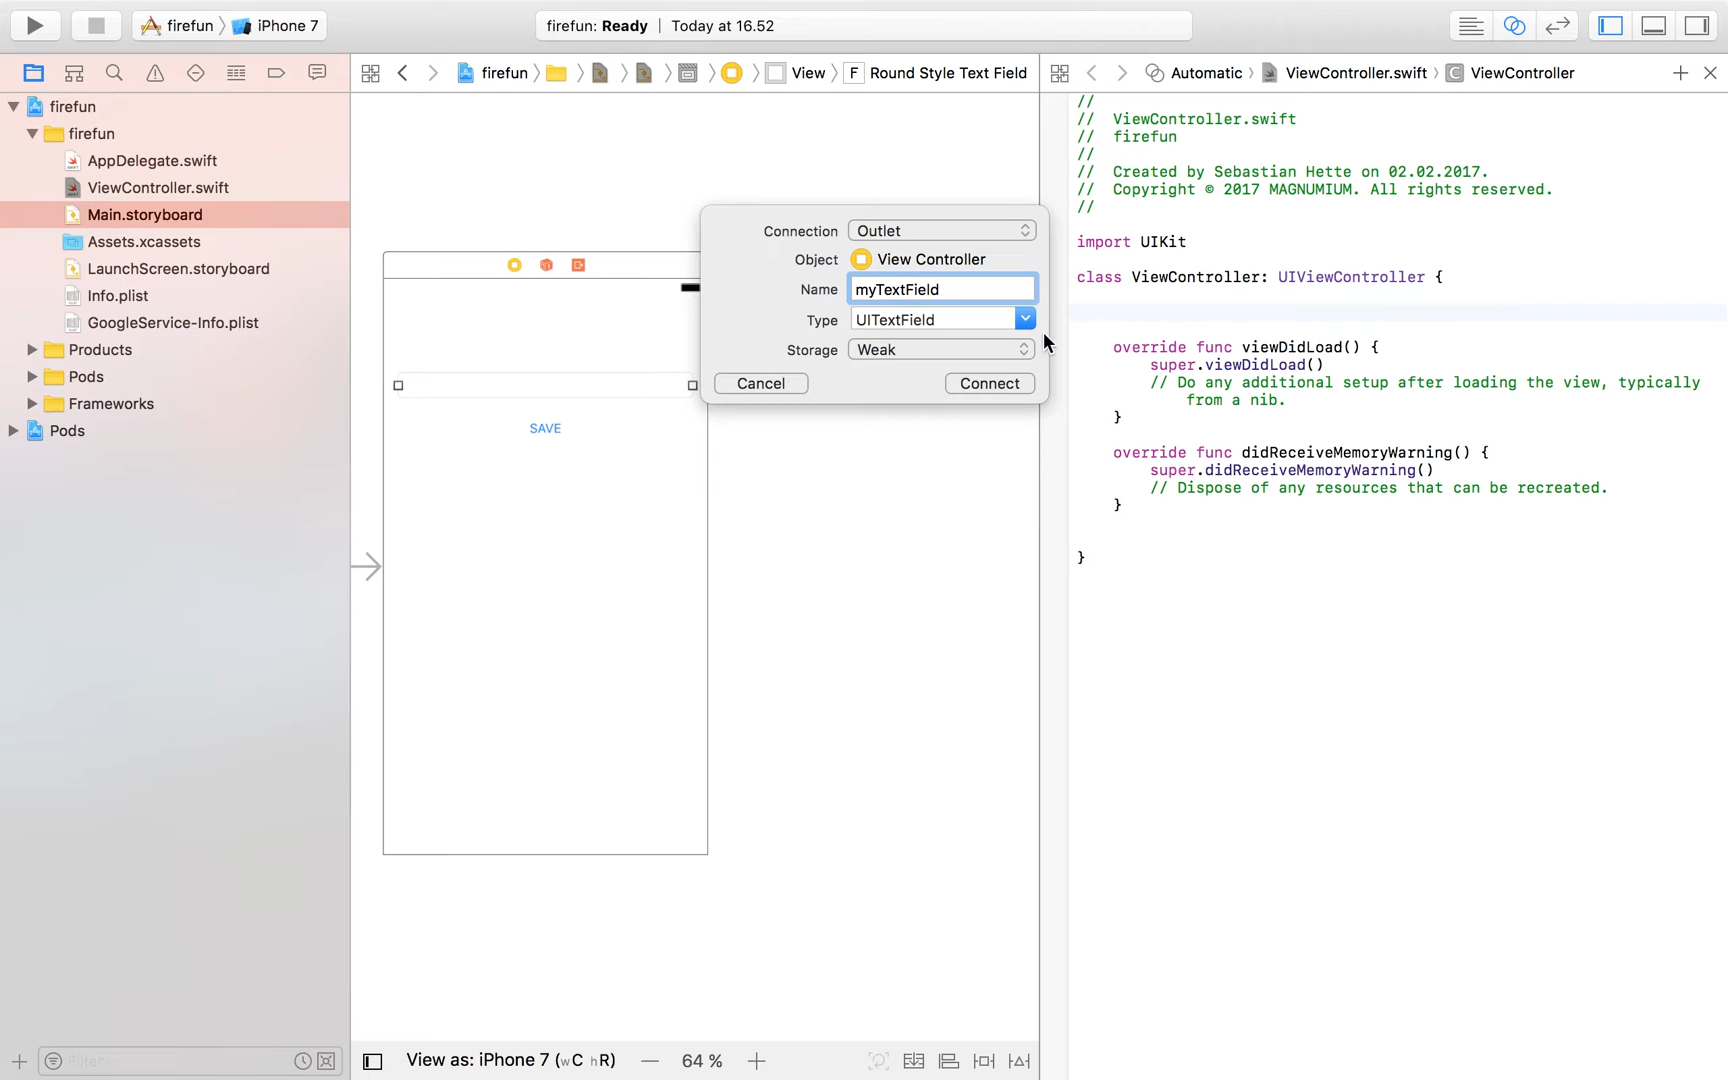 firefun iPhone 7
firefun: Ready | Today at 16.52
firefun View F Round Style Text Field
Automatic ViewController.swift C ViewController
firefun
firefun
AppDelegate.swift
ViewController.swift
Main.storyboard
Assets.xcassets
LaunchScreen.storyboard
Info.plist
GoogleService-Info.plist
Products
Pods
Frameworks
Pods
Filter
SAVE
Connection Outlet
Object View Controller
Name myTextField
Type UITextField
Storage Weak
Cancel Connect
View as: iPhone 7 (wC hR) — 64 % +
//
// ViewController.swift
// firefun
//
// Created by Sebastian Hette on 02.02.2017.
// Copyright © 2017 MAGNUMIUM. All rights reserved.
//
import UIKit
class ViewController: UIViewController {
override func viewDidLoad() {
super.viewDidLoad()
// Do any additional setup after loading the view, typically
from a nib.
}
override func didReceiveMemoryWarning() {
super.didReceiveMemoryWarning()
// Dispose of any resources that can be recreated.
}
}